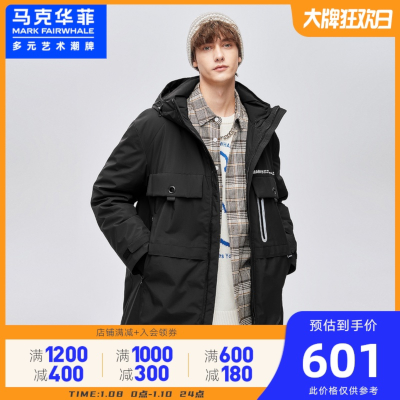 马克华菲
MARK FAIRWHALE
多元艺术潮牌
大牌狂欢日
店铺满减+入会领券
满1200
减400
满1000
减300
满600
减180
预估到手价
601
此价格仅供参考
TIME:1.08 0点-1.10 24点